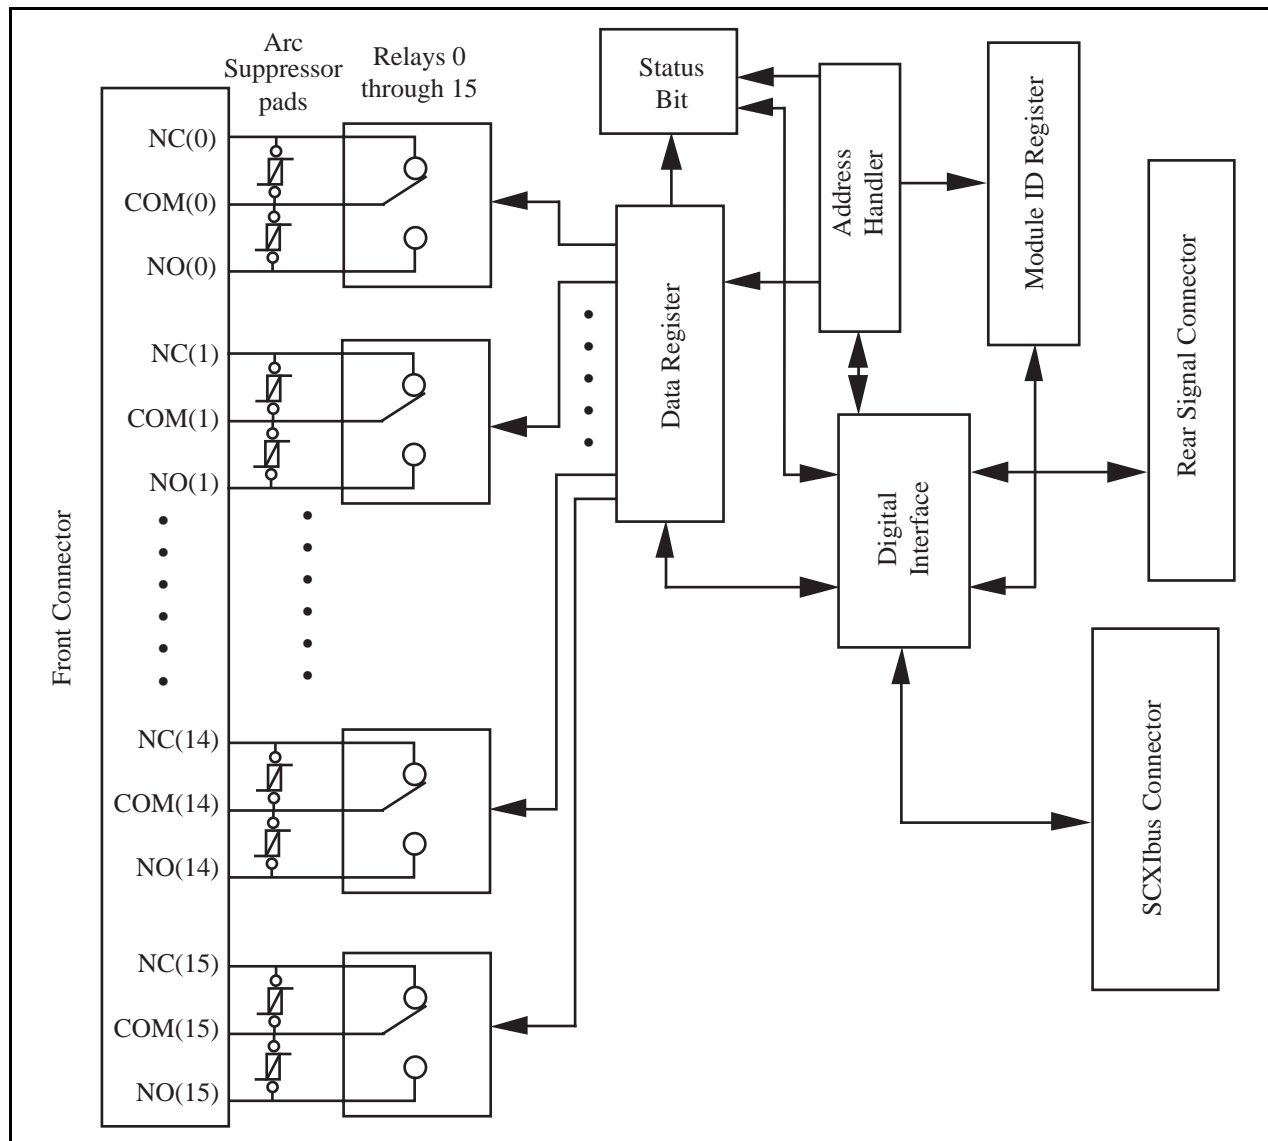 Arc
Suppressor
pads
Relays 0
through 15
Status
Bit
Address
Handler
Module ID Register
Rear Signal Connector
Data Register
Digital
Interface
SCXIbus Connector
Front Connector
NC(0)
COM(0)
NO(0)
NC(1)
COM(1)
NO(1)
NC(14)
COM(14)
NO(14)
NC(15)
COM(15)
NO(15)